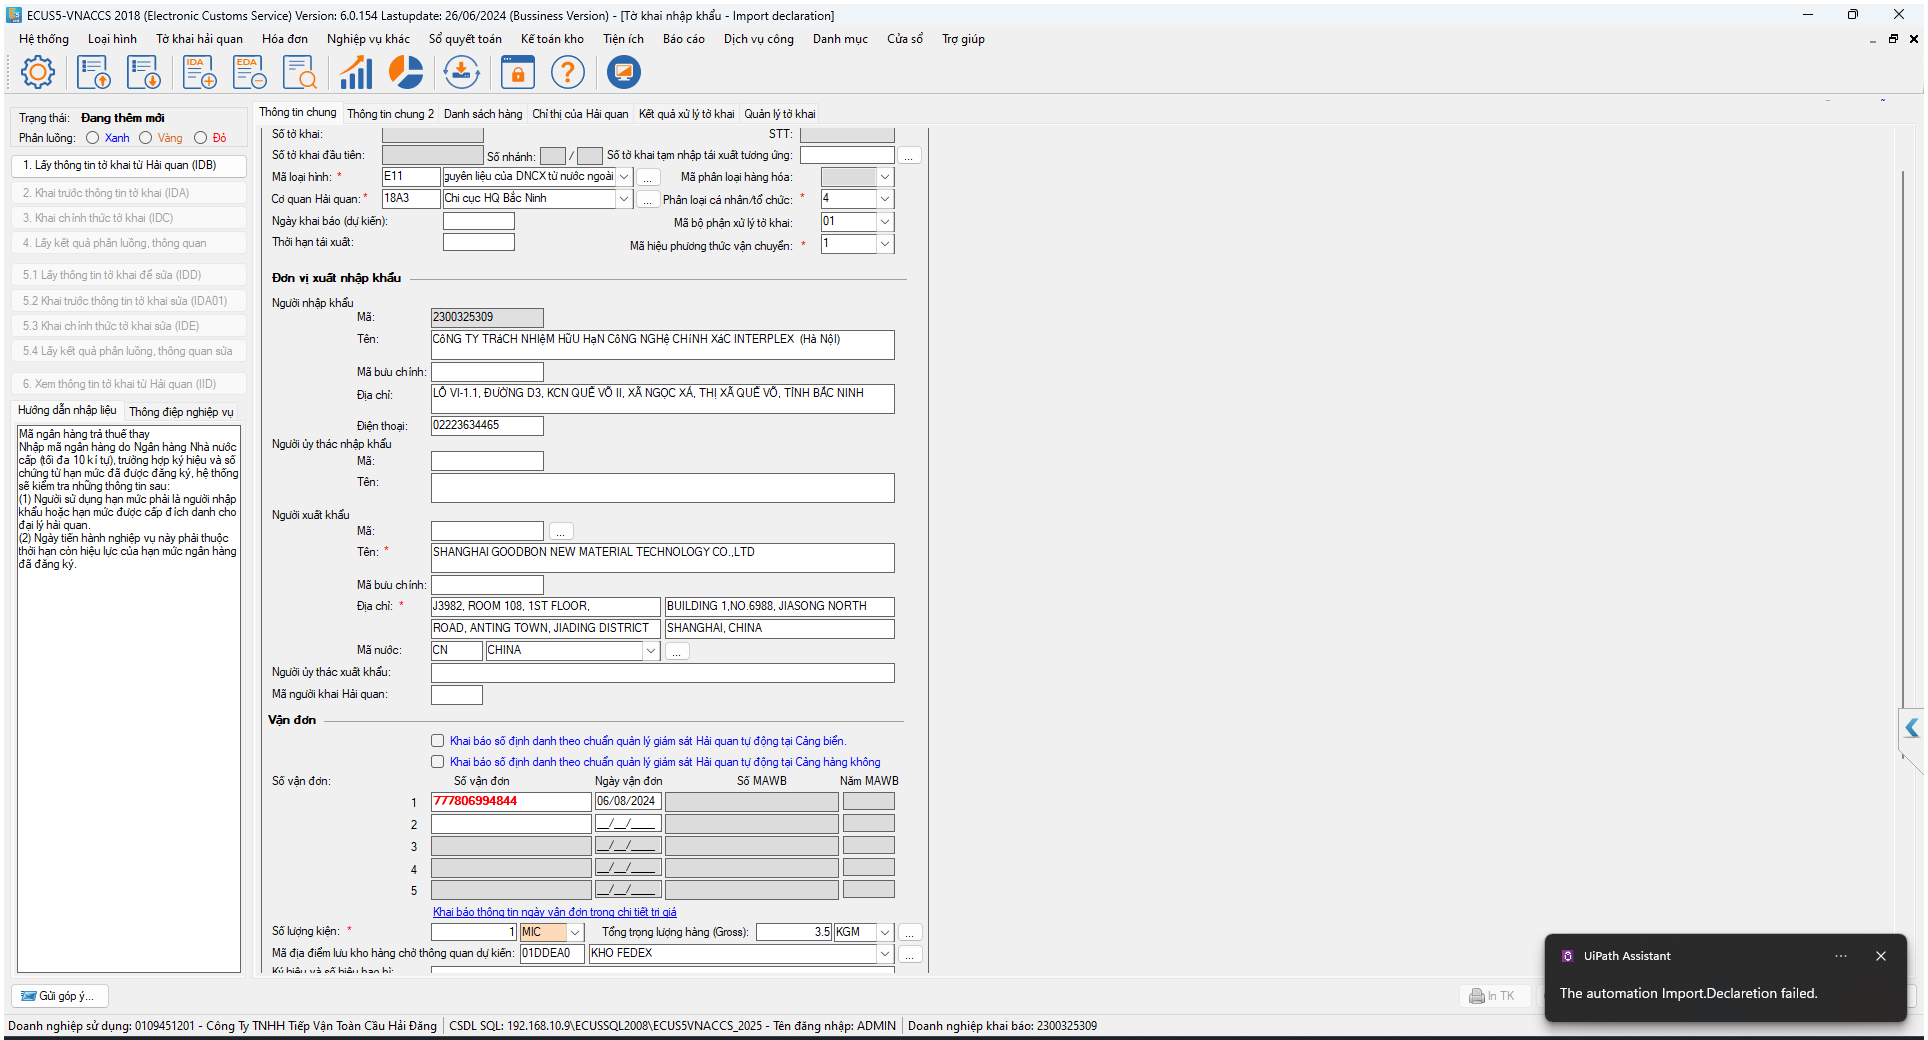 ECUS5-VNACCS 2018 (Electronic Customs Service) Version: 6.0.154 Lastupdate: 26/06/2024 (Bussiness Version) - [Tờ khai nhập khẩu - Import declaration]
Hệ thống Loại hình Tờ khai hải quan Hóa đơn Nghiệp vụ khác Sổ quyết toán Kế toán kho Tiện ích Báo cáo Dịch vụ công Danh mục Cửa sổ Trợ giúp
IDA EDA
Trạng thái: Đang thêm mới
Phân luồng: Xanh Vàng Đỏ
1. Lấy thông tin tờ khai từ Hải quan (IDB)
2. Khai trước thông tin tờ khai (IDA)
3. Khai chính thức tờ khai (IDC)
4. Lấy kết quả phân luồng, thông quan
5.1 Lấy thông tin tờ khai để sửa (IDD)
5.2 Khai trước thông tin tờ khai sửa (IDA01)
5.3 Khai chính thức tờ khai sửa (IDE)
5.4 Lấy kết quả phân luồng, thông quan sửa
6. Xem thông tin tờ khai từ Hải quan (IID)
Hướng dẫn nhập liệu Thông điệp nghiệp vụ
Mã ngân hàng trả thuế thay
Nhập mã ngân hàng do Ngân hàng Nhà nước
cấp (tối đa 10 kí tự), trường hợp ký hiệu và số
chứng từ hạn mức đã được đăng ký, hệ thống
sẽ kiểm tra những thông tin sau:
(1) Người sử dụng hạn mức phải là người nhập
khẩu hoặc hạn mức được cấp đích danh cho
đại lý hải quan.
(2) Ngày tiến hành nghiệp vụ này phải thuộc
thời hạn còn hiệu lực của hạn mức ngân hàng
đã đăng ký.
Thông tin chung Thông tin chung 2 Danh sách hàng Chỉ thị của Hải quan Kết quả xử lý tờ khai Quản lý tờ khai
Số tờ khai: STT:
Số tờ khai đầu tiên: Số nhánh: / Số tờ khai tạm nhập tái xuất tương ứng: ...
Mã loại hình: * E11 guyên liệu của DNCX từ nước ngoài ... Mã phân loại hàng hóa:
Cơ quan Hải quan: * 18A3 Chi cục HQ Bắc Ninh ... Phân loại cá nhân/tổ chức: * 4
Ngày khai báo (dự kiến): Mã bộ phận xử lý tờ khai: 01
Thời hạn tái xuất: Mã hiệu phương thức vận chuyển: * 1
Đơn vị xuất nhập khẩu
Người nhập khẩu
Mã: 2300325309
Tên: CôNG TY TRáCH NHIệM HữU HạN CôNG NGHệ CHíNH XáC INTERPLEX (Hà NộI)
Mã bưu chính:
Địa chỉ: LÔ VI-1.1, ĐƯỜNG D3, KCN QUẾ VÕ II, XÃ NGỌC XÁ, THỊ XÃ QUẾ VÕ, TỈNH BẮC NINH
Điện thoại: 02223634465
Người ủy thác nhập khẩu
Mã:
Tên:
Người xuất khẩu
Mã: ...
Tên: * SHANGHAI GOODBON NEW MATERIAL TECHNOLOGY CO.,LTD
Mã bưu chính:
Địa chỉ: * J3982, ROOM 108, 1ST FLOOR, BUILDING 1,NO.6988, JIASONG NORTH
ROAD, ANTING TOWN, JIADING DISTRICT SHANGHAI, CHINA
Mã nước: CN CHINA ...
Người ủy thác xuất khẩu:
Mã người khai Hải quan:
Vận đơn
Khai báo số định danh theo chuẩn quản lý giám sát Hải quan tự động tại Cảng biển.
Khai báo số định danh theo chuẩn quản lý giám sát Hải quan tự động tại Cảng hàng không
Số vận đơn: Số vận đơn Ngày vận đơn Số MAWB Năm MAWB
1 777806994844 06/08/2024
2 __/__/____
3 __/__/____
4 __/__/____
5 __/__/____
Khai báo thông tin ngày vận đơn trong chi tiết trị giá
Số lượng kiện: * 1 MIC Tổng trọng lượng hàng (Gross): 3.5 KGM ...
Mã địa điểm lưu kho hàng chờ thông quan dự kiến: 01DDEA0 KHO FEDEX ...
Ký hiệu và số hiệu bao bì:
Gửi góp ý... In TK
UiPath Assistant
The automation Import.Declaretion failed.
Doanh nghiệp sử dụng: 0109451201 - Công Ty TNHH Tiếp Vận Toàn Cầu Hải Đăng CSDL SQL: 192.168.10.9\ECUSSQL2008\ECUS5VNACCS_2025 - Tên đăng nhập: ADMIN Doanh nghiệp khai báo: 2300325309